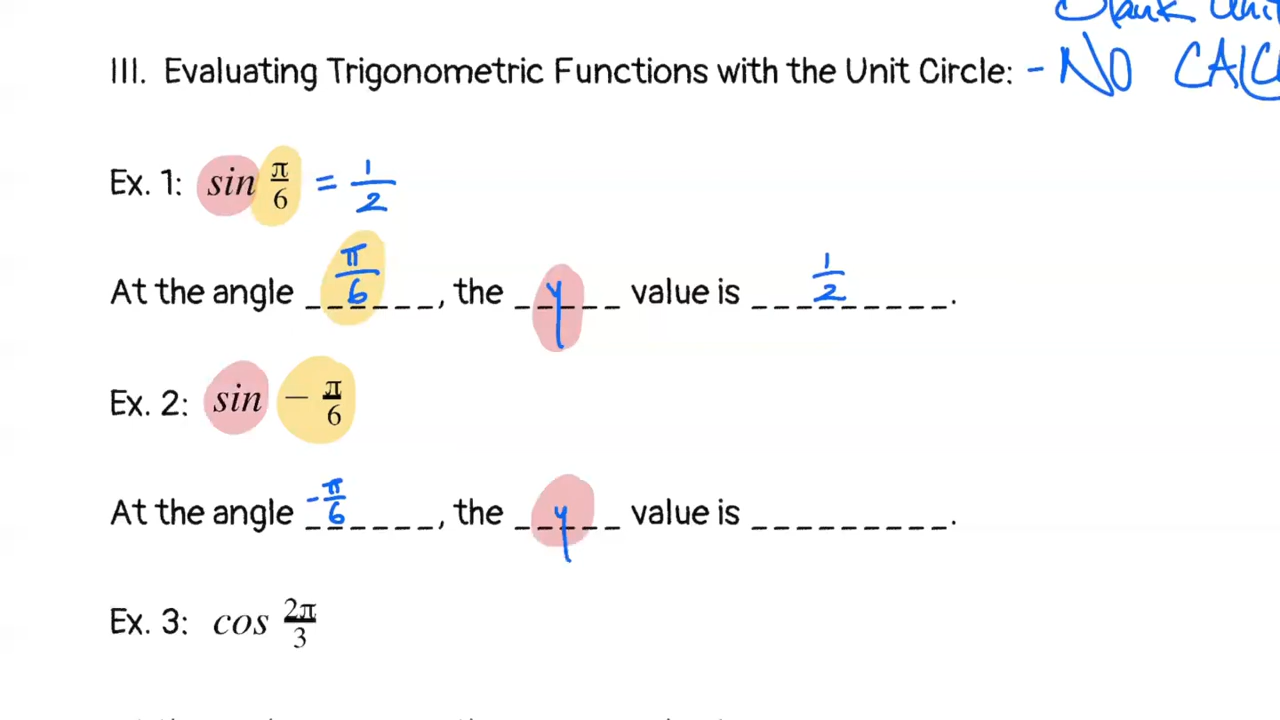 Blank Unit
III. Evaluating Trigonometric Functions with the Unit Circle: - NO CALC
Ex. 1: sin π/6 = 1/2
At the angle _ π/6 _ _ _ _, the _ y _ _ _ value is _ _ _ 1/2 _ _ _ _ _.
Ex. 2: sin - π/6
At the angle -π/6 _ _ _ _, the _ y _ _ _ value is _ _ _ _ _ _ _ _ _.
Ex. 3: cos 2π/3